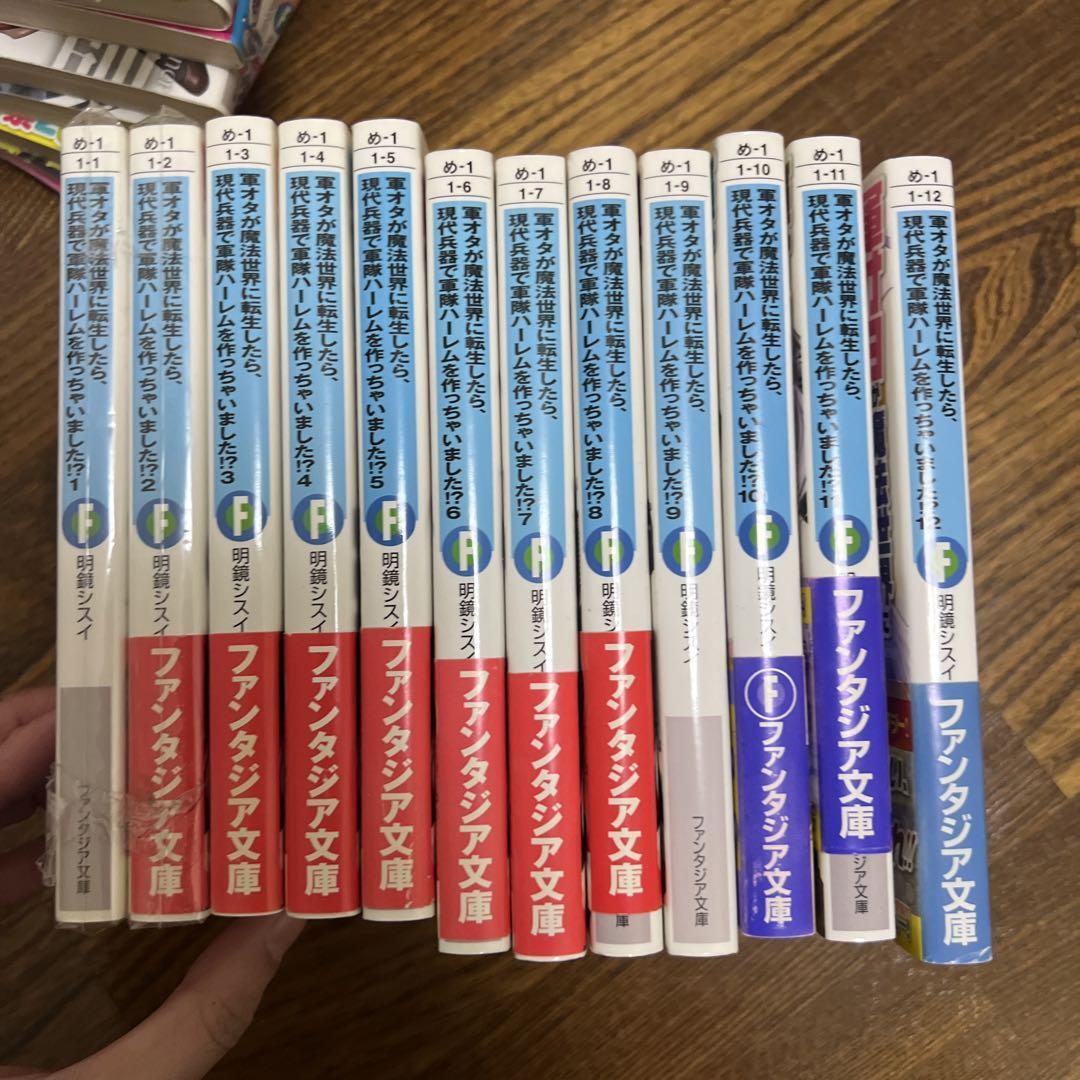 め-1
1-1
軍オタが魔法世界に転生したら、
現代兵器で軍隊ハーレムを作っちゃいました!?1
F
明鏡シスイ
ファンタジア文庫
め-1
1-2
軍オタが魔法世界に転生したら、
現代兵器で軍隊ハーレムを作っちゃいました!?2
F
明鏡シスイ
ファンタジア文庫
め-1
1-3
軍オタが魔法世界に転生したら、
現代兵器で軍隊ハーレムを作っちゃいました!?3
F
明鏡シスイ
ファンタジア文庫
め-1
1-4
軍オタが魔法世界に転生したら、
現代兵器で軍隊ハーレムを作っちゃいました!?4
F
明鏡シスイ
ファンタジア文庫
め-1
1-5
軍オタが魔法世界に転生したら、
現代兵器で軍隊ハーレムを作っちゃいました!?5
F
明鏡シスイ
ファンタジア文庫
め-1
1-6
軍オタが魔法世界に転生したら、
現代兵器で軍隊ハーレムを作っちゃいました!?6
F
明鏡シスイ
ファンタジア文庫
め-1
1-7
軍オタが魔法世界に転生したら、
現代兵器で軍隊ハーレムを作っちゃいました!?7
F
明鏡シスイ
ファンタジア文庫
め-1
1-8
軍オタが魔法世界に転生したら、
現代兵器で軍隊ハーレムを作っちゃいました!?8
F
明鏡シスイ
ファンタジア文庫
庫
め-1
1-9
軍オタが魔法世界に転生したら、
現代兵器で軍隊ハーレムを作っちゃいました!?9
F
明鏡シスイ
ファンタジア文庫
め-1
1-10
軍オタが魔法世界に転生したら、
現代兵器で軍隊ハーレムを作っちゃいました!?10
F
明鏡シスイ
F ファンタジア文庫
め-1
1-11
軍オタが魔法世界に転生したら、
現代兵器で軍隊ハーレムを作っちゃいました!?11
F
ファンタジア文庫
ジア文庫
め-1
1-12
軍オタが魔法世界に転生したら、
現代兵器で軍隊ハーレムを作っちゃいました!?12
F
明鏡シスイ
ファンタジア文庫